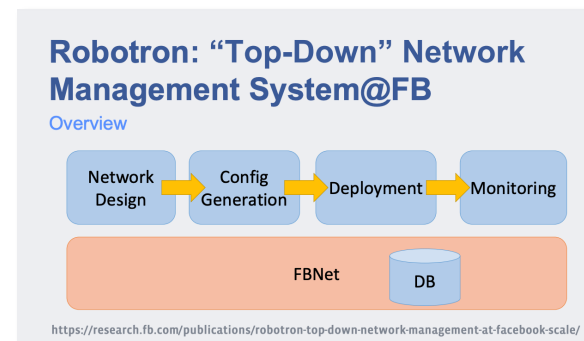 Robotron: “Top-Down” Network
Management System@FB
Overview
Network
Design
Config
Generation
Deployment
Monitoring
FBNet
DB
https://research.fb.com/publications/robotron-top-down-network-management-at-facebook-scale/